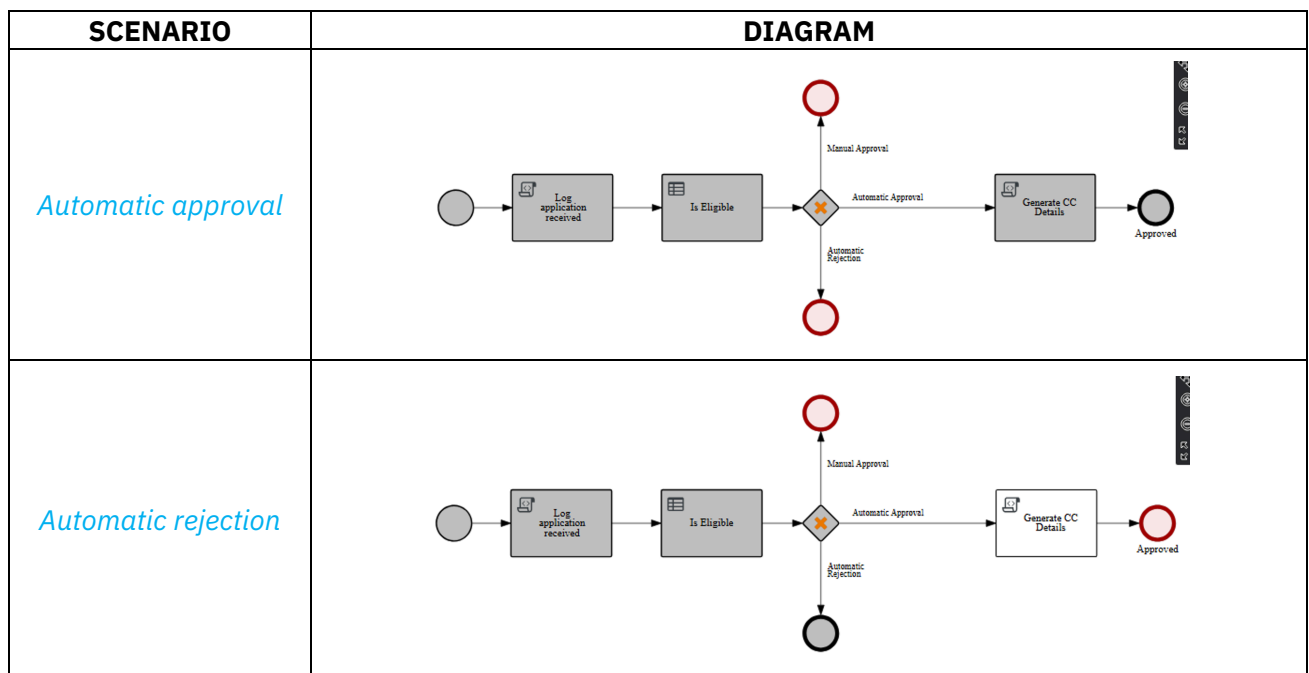 SCENARIO
DIAGRAM
Automatic approval
Manual Approval
Log
application
received
Is Eligible
Automatic Approval
Generate CC
Details
Approved
Automatic
Rejection
Automatic rejection
Manual Approval
Log
application
received
Is Eligible
Automatic Approval
Generate CC
Details
Approved
Automatic
Rejection